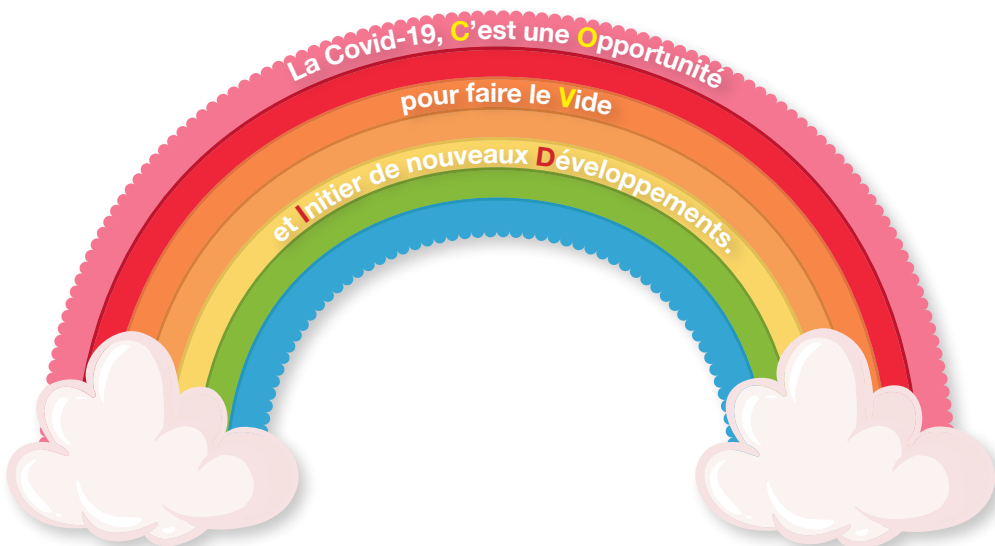 La Covid-19, C'est une Opportunité
pour faire le Vide
et Initier de nouveaux Développements.